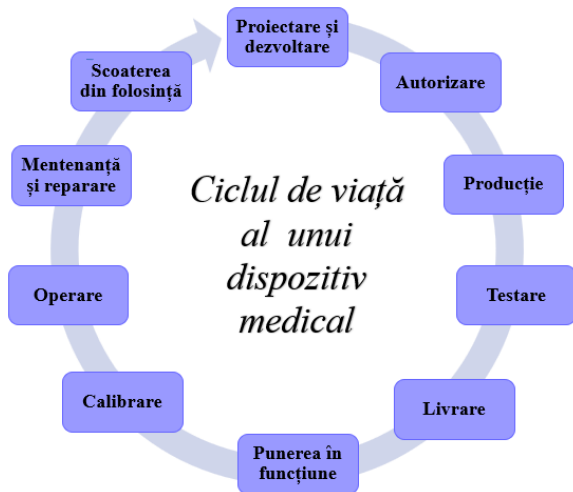 Proiectare și
dezvoltare
Autorizare
Producție
Testare
Livrare
Punerea în
funcțiune
Calibrare
Operare
Mentenanță
și reparare
Scoaterea
din folosință
Ciclul de viață
al unui
dispozitiv
medical